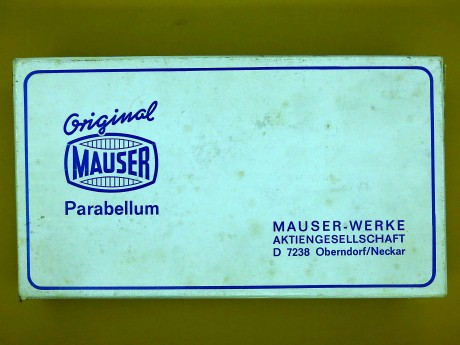 Original
MAUSER
Parabellum
MAUSER-WERKE
AKTIENGESELLSCHAFT
D 7238 Oberndorf/Neckar